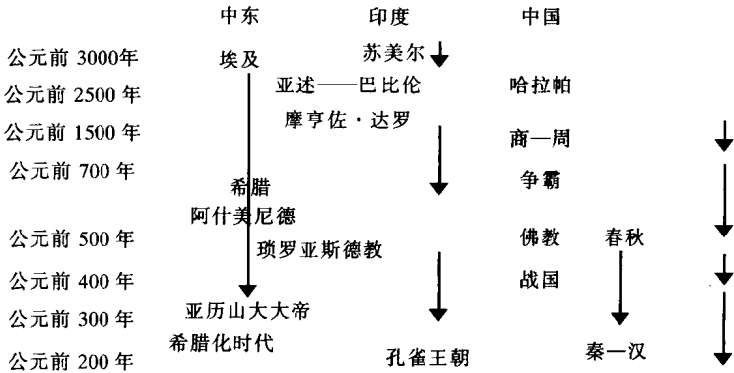 中东 印度 中国
公元前 3000年 埃及 苏美尔
公元前 2500 年 亚述——巴比伦 哈拉帕
摩亨佐·达罗
公元前 1500 年 商—周
公元前 700 年 争霸
希腊
阿什美尼德
公元前 500 年 琐罗亚斯德教 佛教 春秋
公元前 400 年 战国
公元前 300 年 亚历山大大帝
希腊化时代
公元前 200 年 孔雀王朝 秦—汉